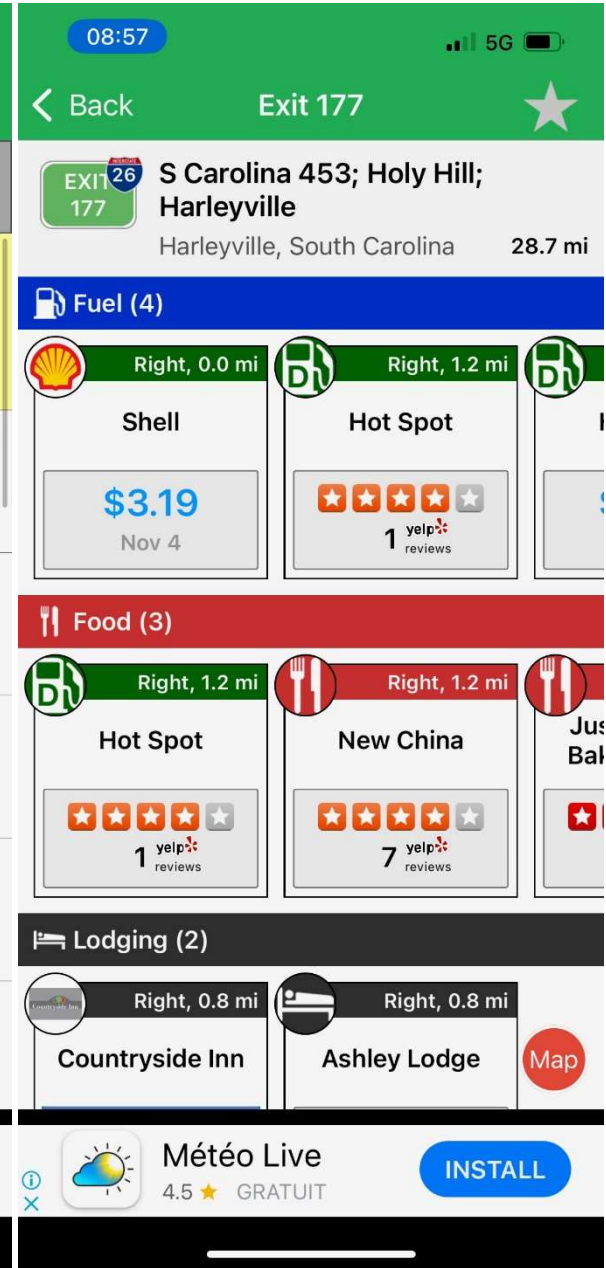 08:57
5G
Back
Exit 177
EXIT
177
INTERSTATE
26
S Carolina 453; Holy Hill;
Harleyville
Harleyville, South Carolina
28.7 mi
Fuel (4)
Right, 0.0 mi
Shell
$3.19
Nov 4
D
Right, 1.2 mi
Hot Spot
1 yelp
reviews
D
Food (3)
D
Right, 1.2 mi
Hot Spot
1 yelp
reviews
Right, 1.2 mi
New China
7 yelp
reviews
Lodging (2)
Countryside Inn
Right, 0.8 mi
Countryside Inn
Right, 0.8 mi
Ashley Lodge
Map
Météo Live
4.5 GRATUIT
INSTALL